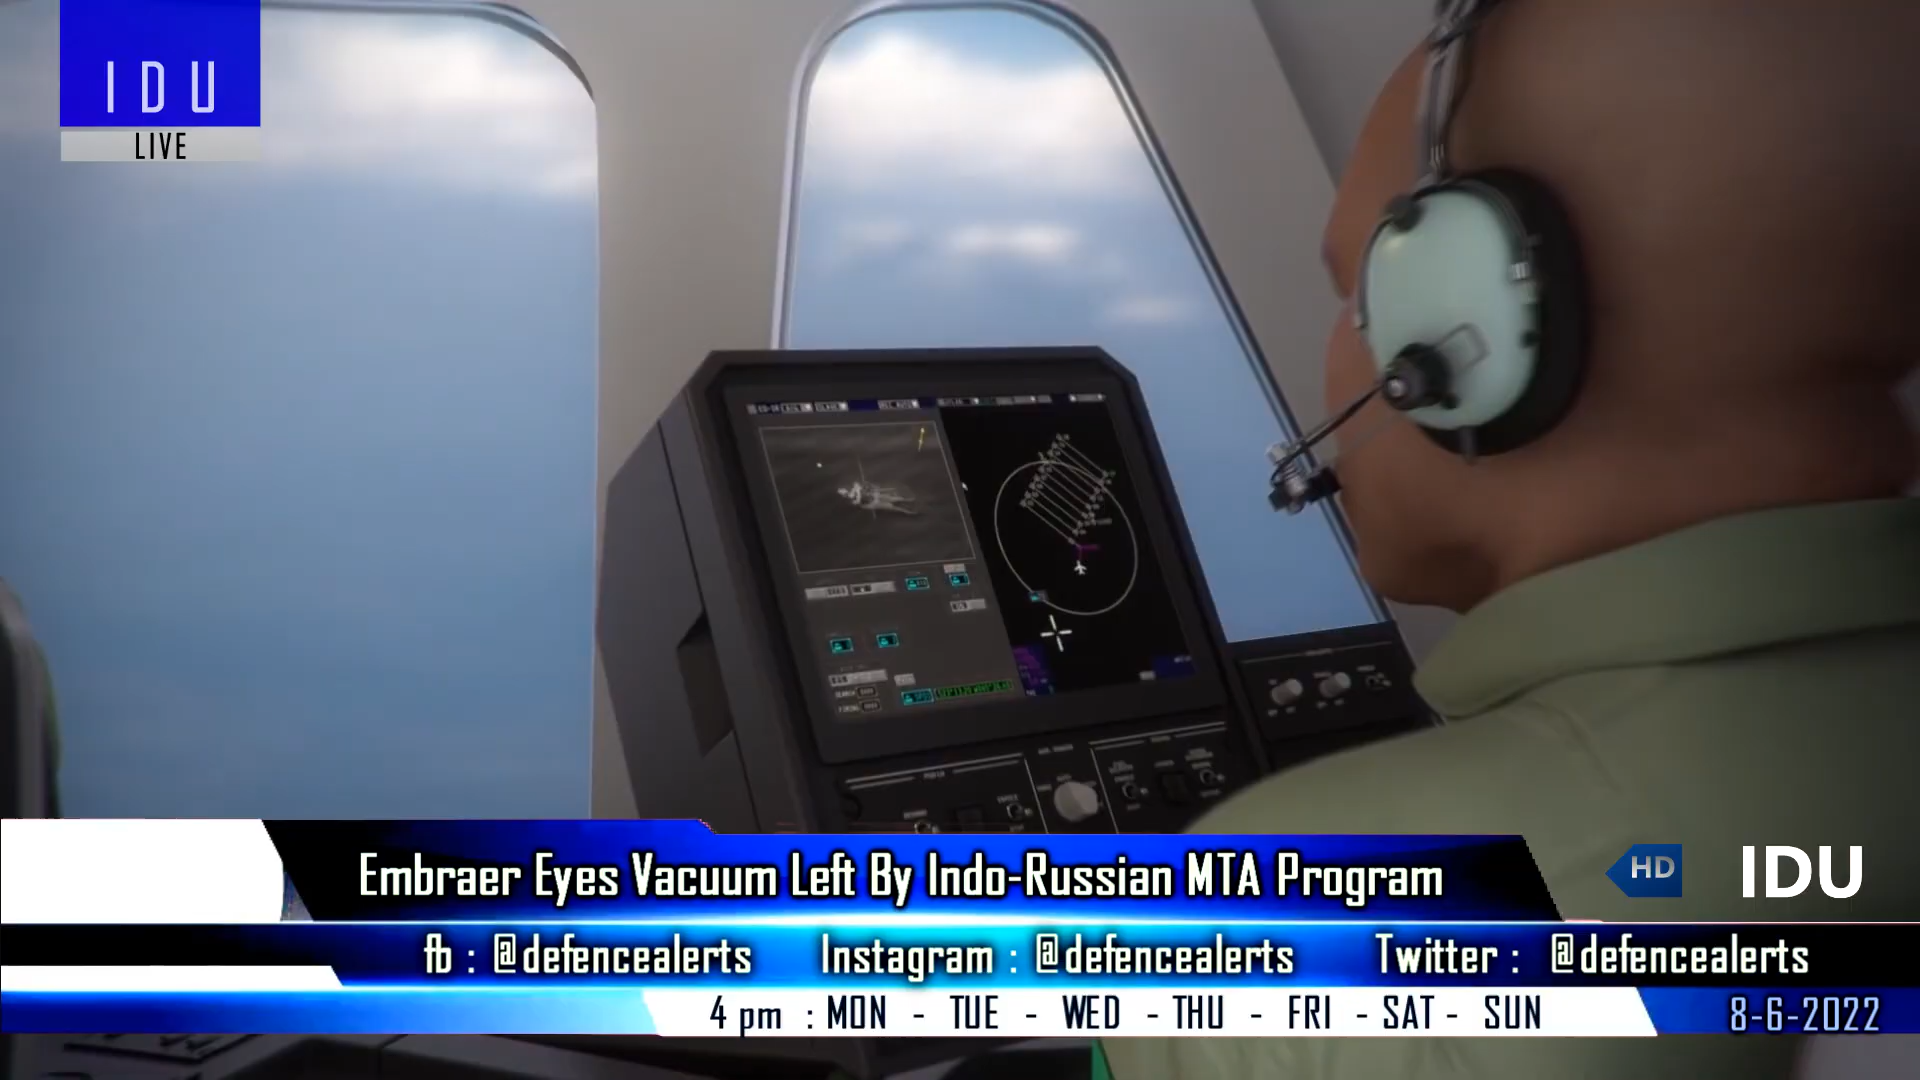 IDU
LIVE
Embraer Eyes Vacuum Left By Indo-Russian MTA Program
HD
IDU
fb : @defencealerts Instagram : @defencealerts Twitter : @defencealerts
4 pm : MON - TUE - WED - THU - FRI - SAT - SUN
8-6-2022